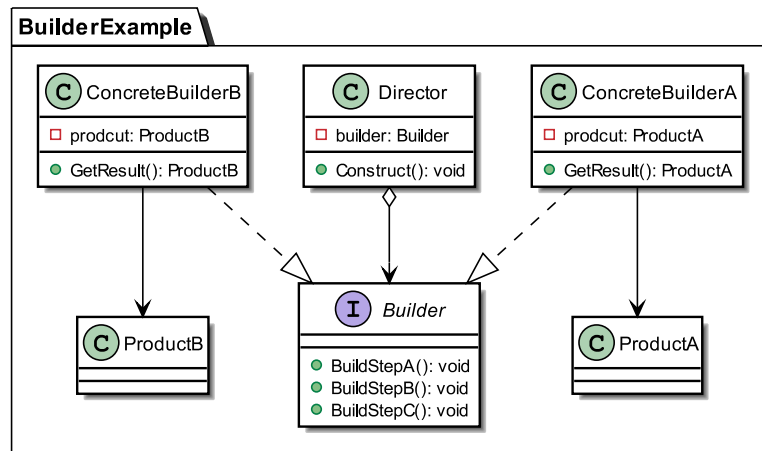 BuilderExample
C ConcreteBuilderB
prodcut: ProductB
GetResult(): ProductB
C Director
builder: Builder
Construct(): void
C ConcreteBuilderA
prodcut: ProductA
GetResult(): ProductA
C ProductB
I Builder
BuildStepA(): void
BuildStepB(): void
BuildStepC(): void
C ProductA